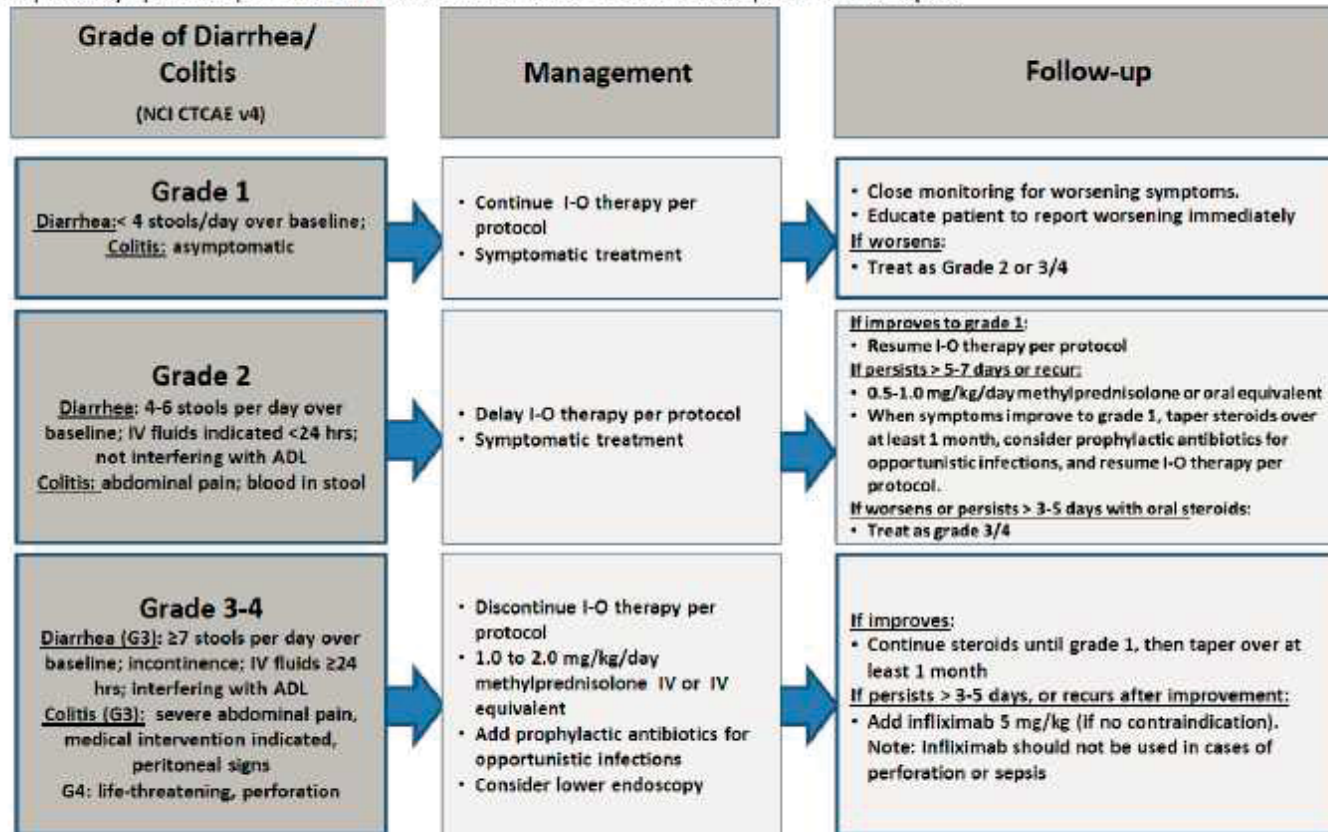 Grade of Diarrhea/
Colitis
(NCI CTCAE v4)
Management
Follow-up
Grade 1
Diarrhea:< 4 stools/day over baseline;
Colitis: asymptomatic
• Continue I-O therapy per
protocol
• Symptomatic treatment
• Close monitoring for worsening symptoms.
• Educate patient to report worsening immediately
If worsens:
• Treat as Grade 2 or 3/4
Grade 2
Diarrhea: 4-6 stools per day over
baseline; IV fluids indicated <24 hrs;
not interfering with ADL
Colitis: abdominal pain; blood in stool
• Delay I-O therapy per protocol
• Symptomatic treatment
If improves to grade 1:
• Resume I-O therapy per protocol
If persists > 5-7 days or recur:
• 0.5-1.0 mg/kg/day methylprednisolone or oral equivalent
• When symptoms improve to grade 1, taper steroids over
at least 1 month, consider prophylactic antibiotics for
opportunistic infections, and resume I-O therapy per
protocol.
If worsens or persists > 3-5 days with oral steroids:
• Treat as grade 3/4
Grade 3-4
Diarrhea (G3): ≥7 stools per day over
baseline; incontinence; IV fluids ≥24
hrs; interfering with ADL
Colitis (G3): severe abdominal pain,
medical intervention indicated,
peritoneal signs
G4: life-threatening, perforation
• Discontinue I-O therapy per
protocol
• 1.0 to 2.0 mg/kg/day
methylprednisolone IV or IV
equivalent
• Add prophylactic antibiotics for
opportunistic infections
• Consider lower endoscopy
If improves:
• Continue steroids until grade 1, then taper over at
least 1 month
If persists > 3-5 days, or recurs after improvement:
• Add infliximab 5 mg/kg (if no contraindication).
Note: Infliximab should not be used in cases of
perforation or sepsis